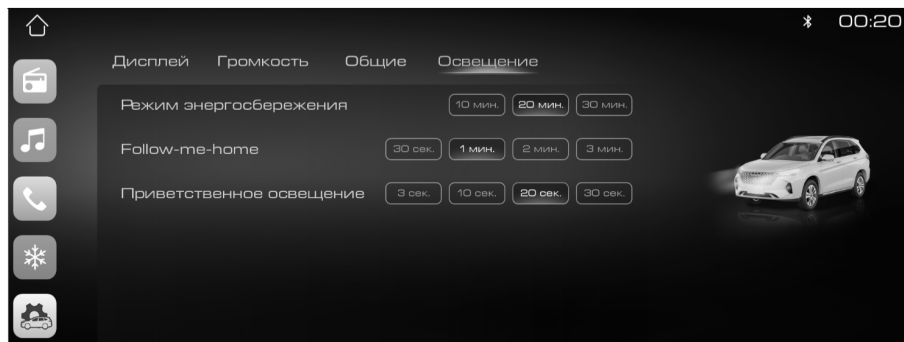 00:20
Дисплей Громкость Общие Освещение
Режим энергосбережения 10 мин. 20 мин. 30 мин.
Follow-me-home 30 сек. 1 мин. 2 мин. 3 мин.
Приветственное освещение 3 сек. 10 сек. 20 сек. 30 сек.